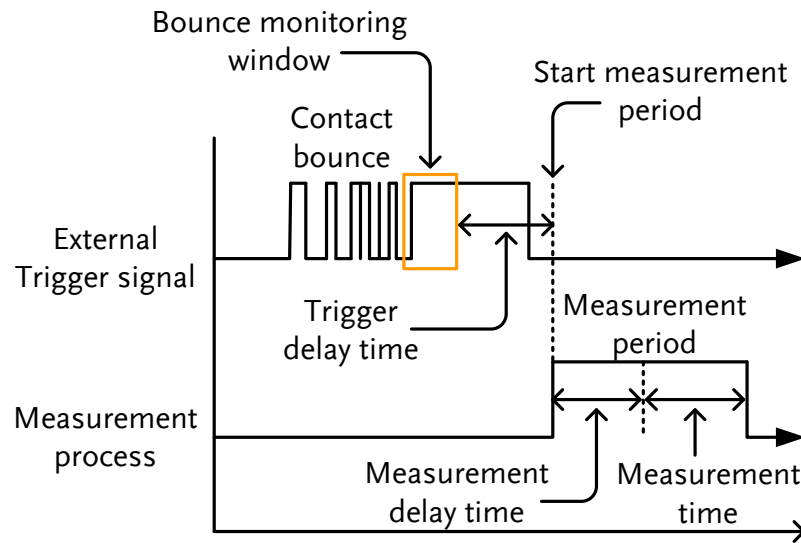 Bounce monitoring
window
Start measurement
period
Contact
bounce
External
Trigger signal
Trigger
delay time
Measurement
period
Measurement
process
Measurement
delay time
Measurement
time